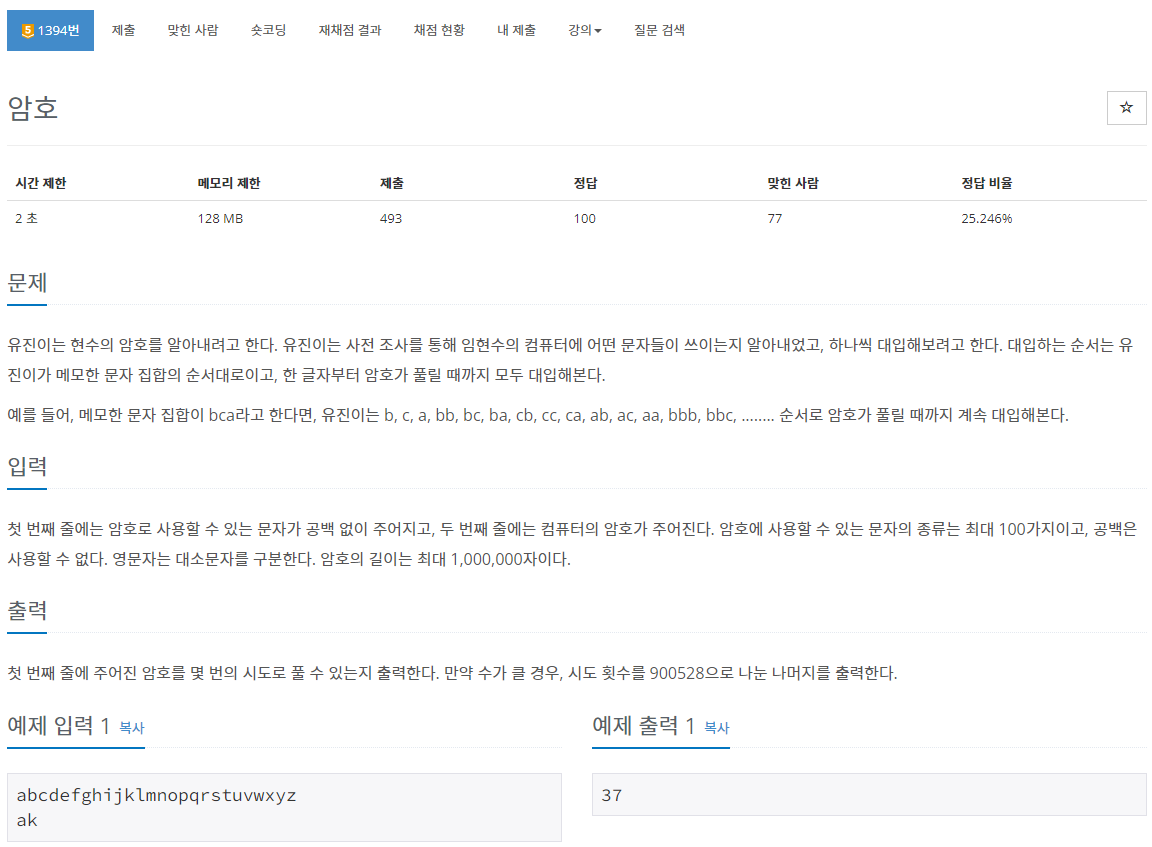 5 1394번 제출 맞힌 사람 숏코딩 재채점 결과 채점 현황 내 제출 강의 질문 검색
암호
시간 제한 메모리 제한 제출 정답 맞힌 사람 정답 비율
2 초 128 MB 493 100 77 25.246%
문제
유진이는 현수의 암호를 알아내려고 한다. 유진이는 사전 조사를 통해 임현수의 컴퓨터에 어떤 문자들이 쓰이는지 알아내었고, 하나씩 대입해보려고 한다. 대입하는 순서는 유
진이가 메모한 문자 집합의 순서대로이고, 한 글자부터 암호가 풀릴 때까지 모두 대입해본다.
예를 들어, 메모한 문자 집합이 bca라고 한다면, 유진이는 b, c, a, bb, bc, ba, cb, cc, ca, ab, ac, aa, bbb, bbc, ........ 순서로 암호가 풀릴 때까지 계속 대입해본다.
입력
첫 번째 줄에는 암호로 사용할 수 있는 문자가 공백 없이 주어지고, 두 번째 줄에는 컴퓨터의 암호가 주어진다. 암호에 사용할 수 있는 문자의 종류는 최대 100가지이고, 공백은
사용할 수 없다. 영문자는 대소문자를 구분한다. 암호의 길이는 최대 1,000,000자이다.
출력
첫 번째 줄에 주어진 암호를 몇 번의 시도로 풀 수 있는지 출력한다. 만약 수가 클 경우, 시도 횟수를 900528으로 나눈 나머지를 출력한다.
예제 입력 1 복사
abcdefghijklmnopqrstuvwxyz
ak
예제 출력 1 복사
37